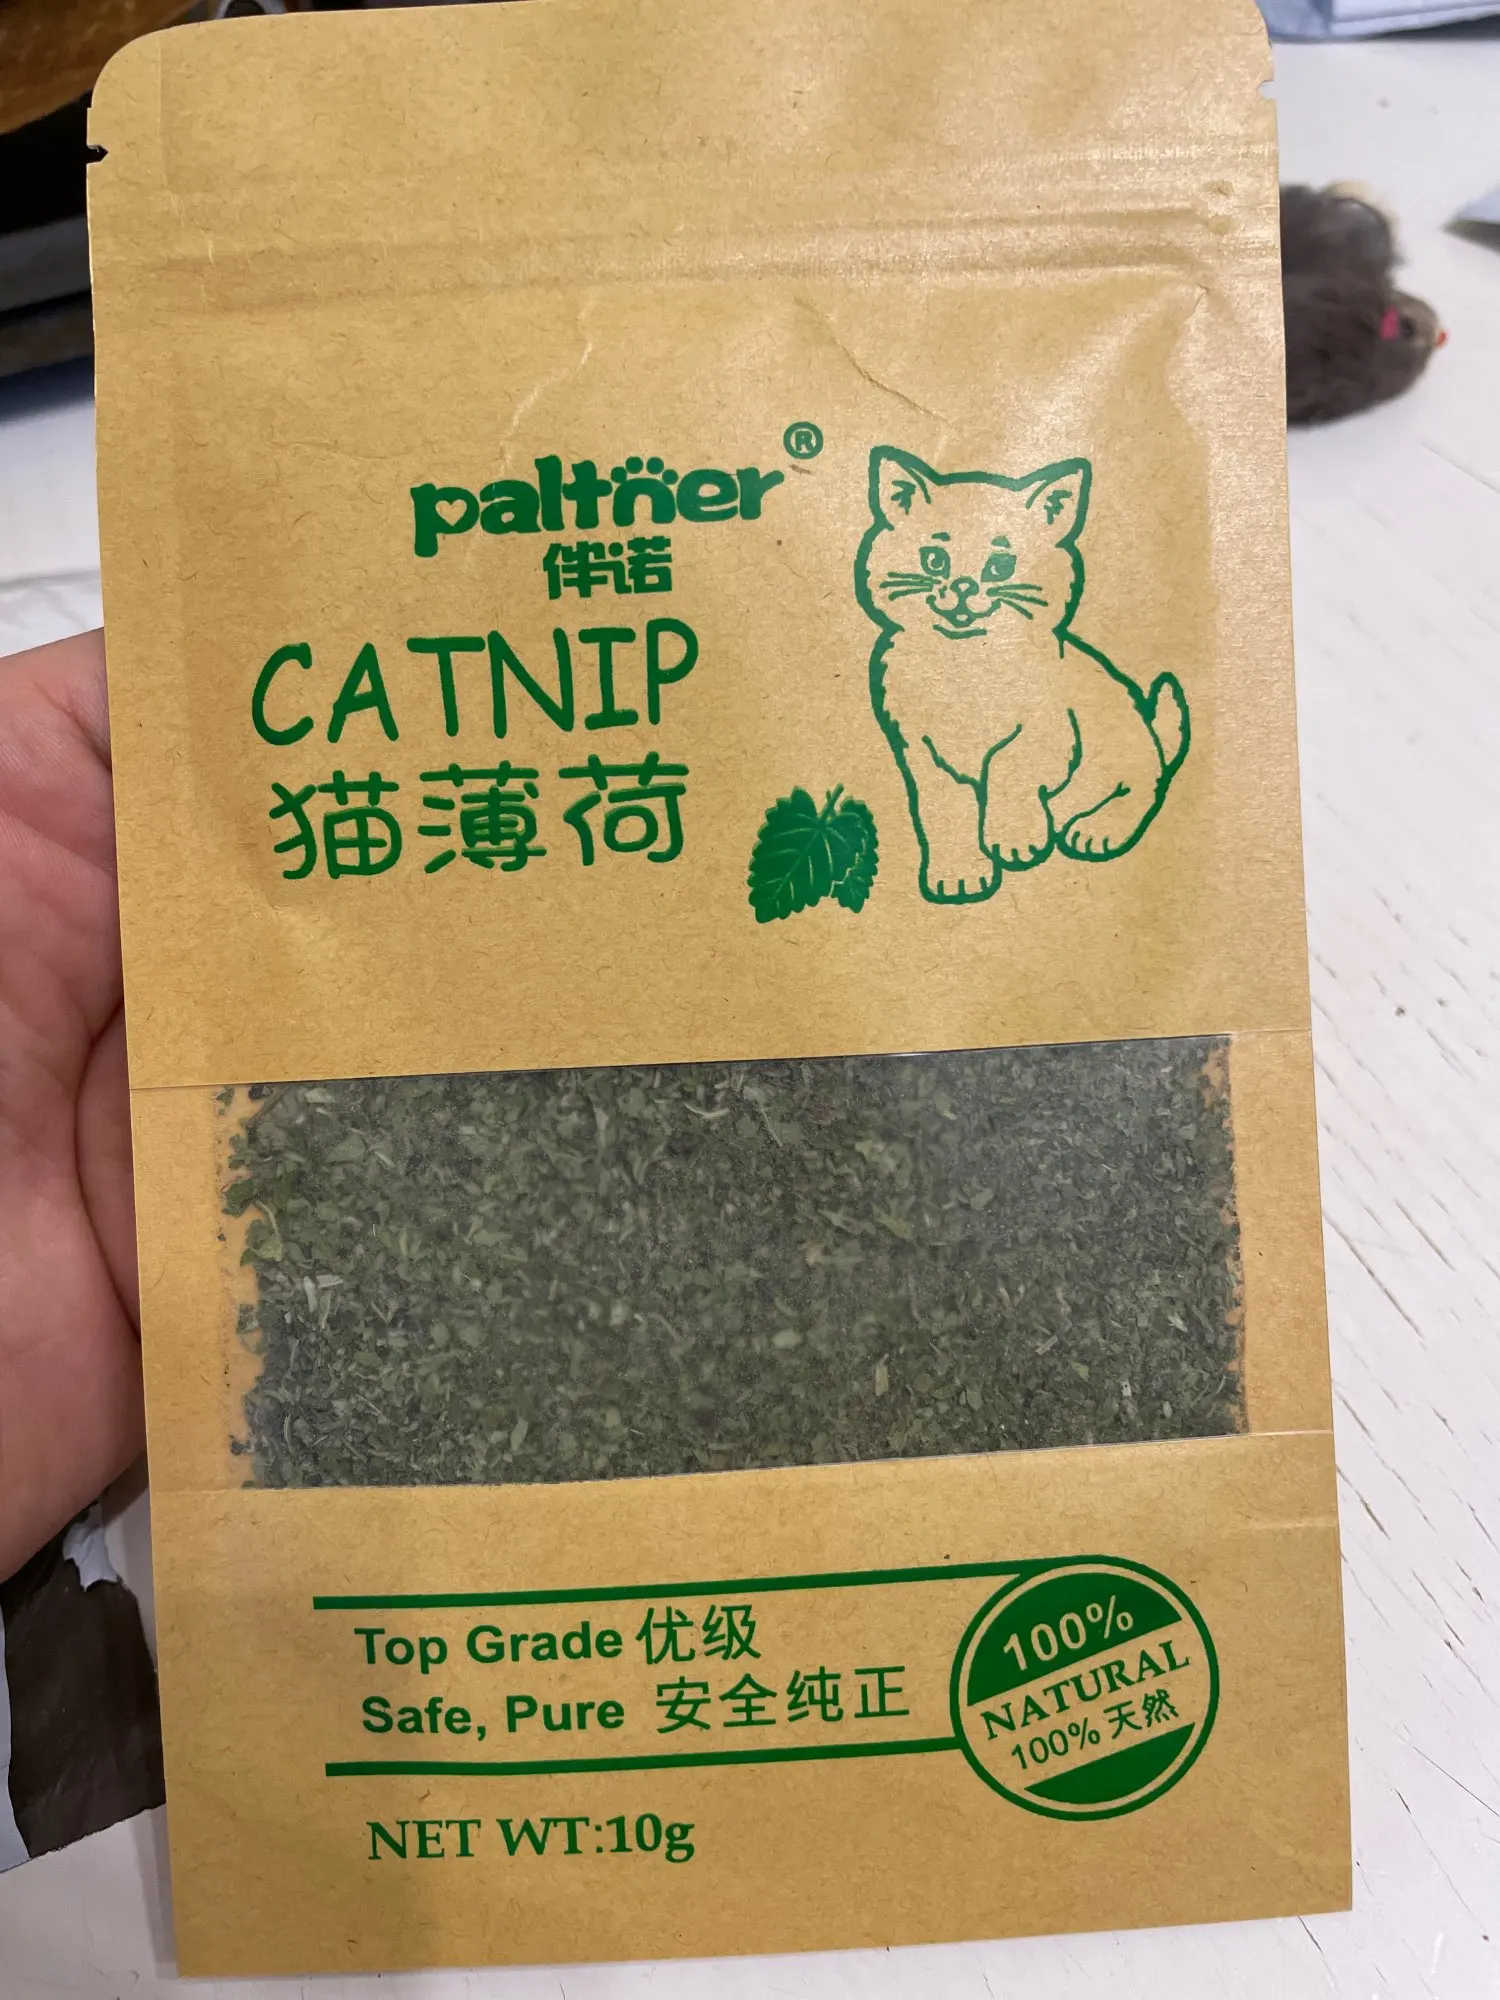 paltner®
伴诺
CATNIP
猫薄荷
Top Grade 优级
Safe, Pure 安全纯正
100%
NATURAL
100% 天然
NET WT:10g